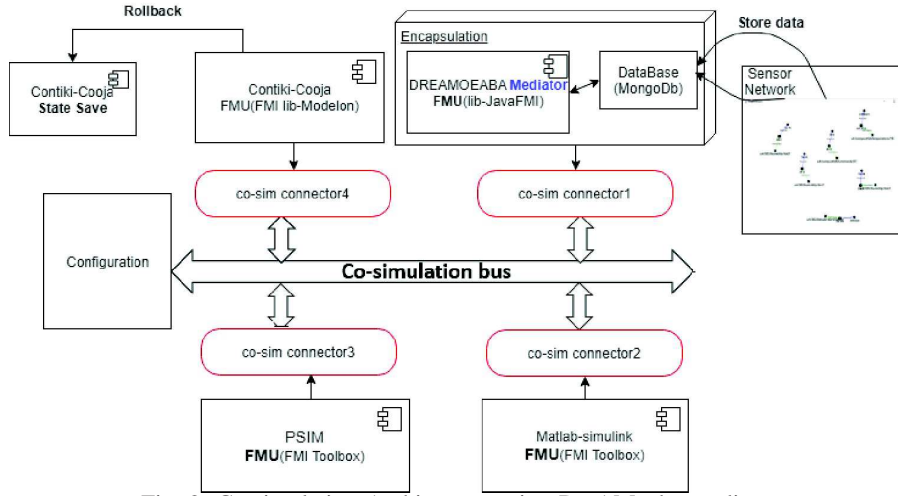 Rollback
Contiki-Cooja
State Save
Contiki-Cooja
FMU(FMI lib-Modelon)
Encapsulation
DREAMOEABA Mediator
FMU(lib-JavaFMI)
DataBase
(MongoDb)
Store data
Sensor
Network
co-sim connector4
co-sim connector1
Configuration
Co-simulation bus
co-sim connector3
co-sim connector2
PSIM
FMU(FMI Toolbox)
Matlab-simulink
FMU(FMI Toolbox)